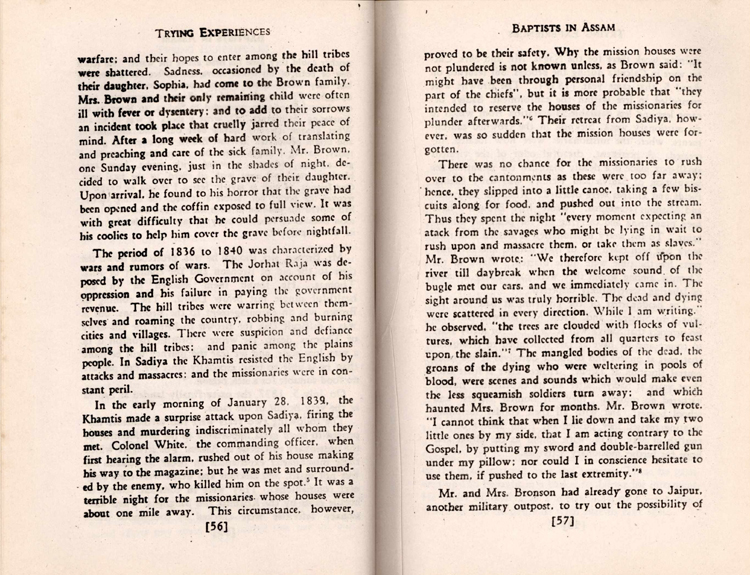 TRYING EXPERIENCES
warfare; and their hopes to enter among the hill tribes
were shattered. Sadness, occasioned by the death of
their daughter, Sophia, had come to the Brown family.
Mrs. Brown and their only remaining child were often
ill with fever or dysentery; and to add to their sorrows
an incident took place that cruelly jarred their peace of
mind. After a long week of hard work of translating
and preaching and care of the sick family, Mr. Brown,
one Sunday evening, just in the shades of night, de-
cided to walk over to see the grave of their daughter.
Upon arrival, he found to his horror that the grave had
been opened and the coffin exposed to full view. It was
with great difficulty that he could persuade some of
his coolies to help him cover the grave before nightfall.
The period of 1836 to 1840 was characterized by
wars and rumors of wars. The Jorhat Raja was de-
posed by the English Government on account of his
oppression and his failure in paying the government
revenue. The hill tribes were warring between them-
selves and roaming the country, robbing and burning
cities and villages. There were suspicion and defiance
among the hill tribes; and panic among the plains
people. In Sadiya the Khamtis resisted the English by
attacks and massacres; and the missionaries were in con-
stant peril.
In the early morning of January 28, 1839, the
Khamtis made a surprise attack upon Sadiya, firing the
houses and murdering indiscriminately all whom they
met. Colonel White, the commanding officer, when
first hearing the alarm, rushed out of his house making
his way to the magazine; but he was met and surround-
ed by the enemy, who killed him on the spot.⁵ It was a
terrible night for the missionaries whose houses were
about one mile away. This circumstance, however,
[56]
BAPTISTS IN ASSAM
proved to be their safety. Why the mission houses were
not plundered is not known unless, as Brown said: "It
might have been through personal friendship on the
part of the chiefs", but it is more probable that "they
intended to reserve the houses of the missionaries for
plunder afterwards."⁶ Their retreat from Sadiya, how-
ever, was so sudden that the mission houses were for-
gotten.
There was no chance for the missionaries to rush
over to the cantonments as these were too far away;
hence, they slipped into a little canoe, taking a few bis-
cuits along for food, and pushed out into the stream.
Thus they spent the night "every moment expecting an
atack from the savages who might be lying in wait to
rush upon and massacre them, or take them as slaves."
Mr. Brown wrote: "We therefore kept off upon the
river till daybreak when the welcome sound of the
bugle met our ears, and we immediately came in. The
sight around us was truly horrible. The dead and dying
were scattered in every direction. While I am writing,"
he observed, "the trees are clouded with flocks of vul-
tures, which have collected from all quarters to feast
upon the slain."⁷ The mangled bodies of the dead, the
groans of the dying who were weltering in pools of
blood, were scenes and sounds which would make even
the less squeamish soldiers turn away; and which
haunted Mrs. Brown for months. Mr. Brown wrote,
"I cannot think that when I lie down and take my two
little ones by my side, that I am acting contrary to the
Gospel, by putting my sword and double-barrelled gun
under my pillow; nor could I in conscience hesitate to
use them, if pushed to the last extremity."⁸
Mr. and Mrs. Bronson had already gone to Jaipur,
another military outpost, to try out the possibility of
[57]